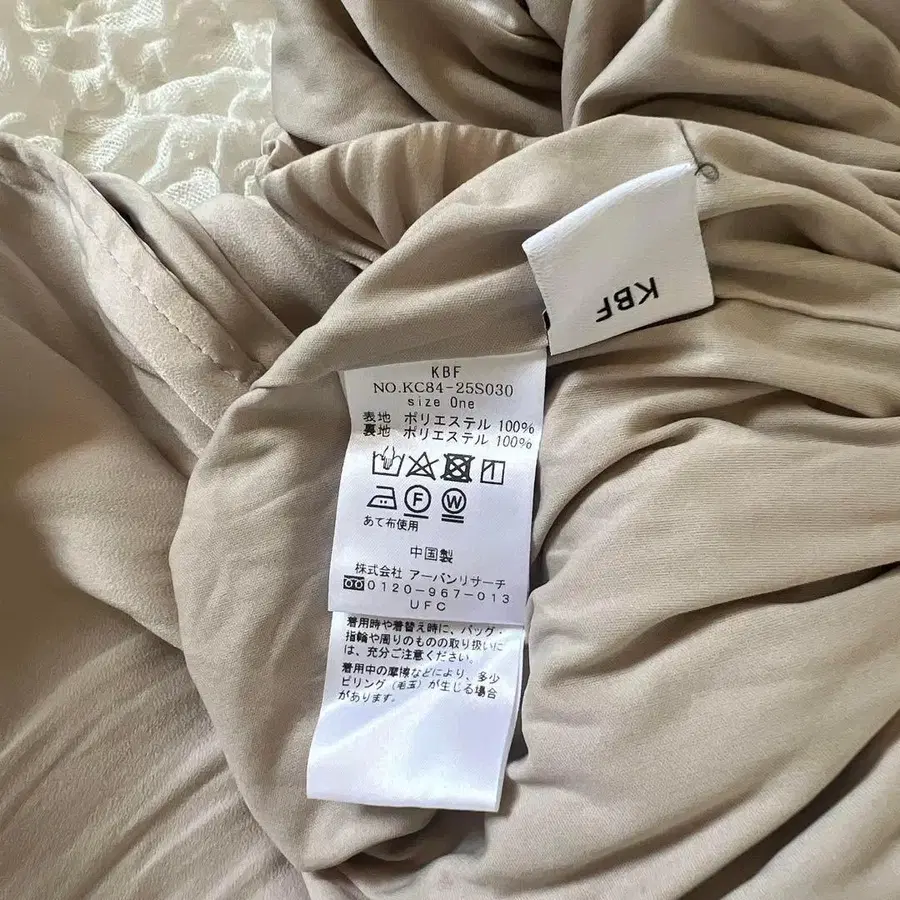 KBF
KBF
NO.KC84-25S030
size One
表地 ポリエステル 100%
裏地 ポリエステル 100%
F W
あて布使用
中国製
株式会社 アーバンリサーチ
0120-967-013
UFC
着用時や着替え時に、バッグ・
指輪や周りのものの取り扱いに
は、充分ご注意ください。
着用中の摩擦などにより、多少
ピリング(毛玉)が生じる場合
があります。